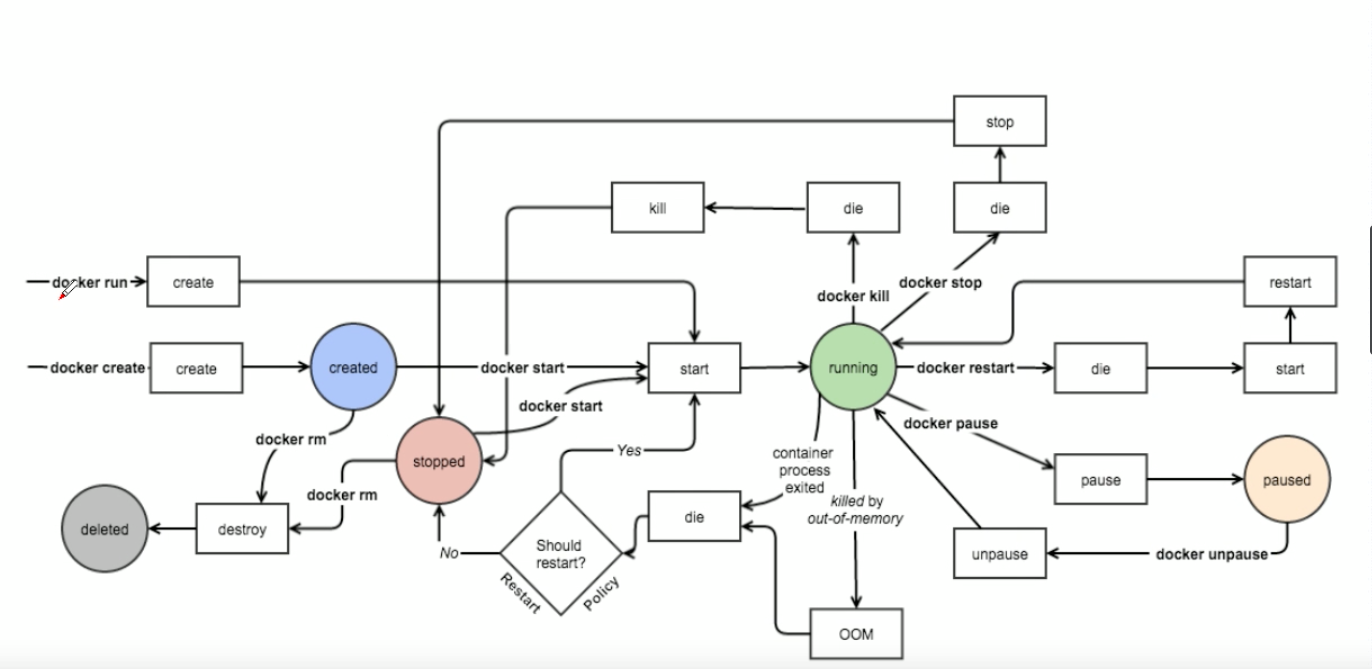 stop
kill
die
die
docker run
create
docker kill
docker stop
restart
docker create
create
created
docker start
start
running
docker restart
die
start
docker start
docker pause
docker rm
stopped
Yes
container
process
exited
pause
paused
docker rm
killed by
out-of-memory
deleted
destroy
die
No
Should
restart?
Restart
Policy
unpause
docker unpause
OOM